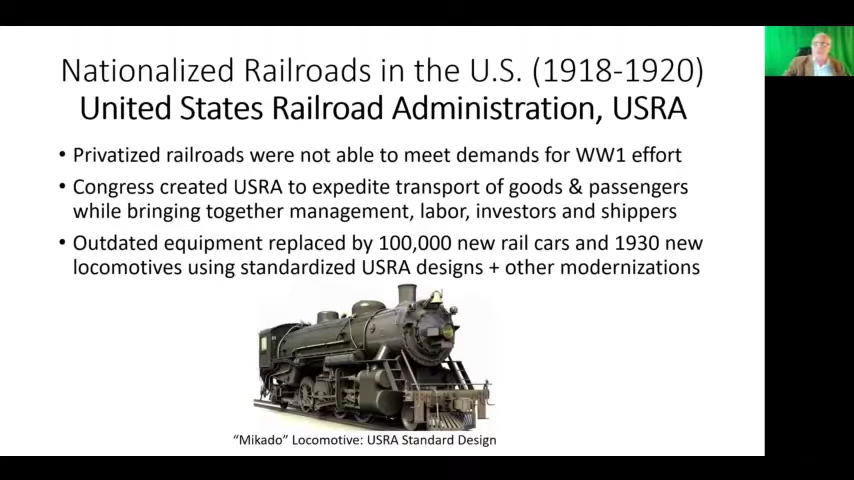 Nationalized Railroads in the U.S. (1918-1920)
United States Railroad Administration, USRA
• Privatized railroads were not able to meet demands for WW1 effort
• Congress created USRA to expedite transport of goods & passengers
while bringing together management, labor, investors and shippers
• Outdated equipment replaced by 100,000 new rail cars and 1930 new
locomotives using standardized USRA designs + other modernizations
“Mikado” Locomotive: USRA Standard Design